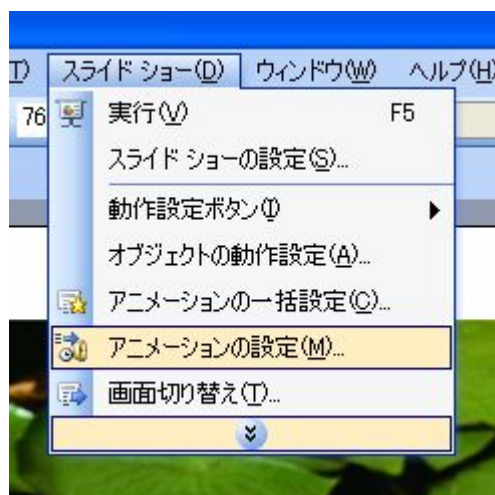 T) スライド ショー(D) ウィンドウ(W) ヘルプ(H)
76
実行(V) F5
スライド ショーの設定(S)...
動作設定ボタン(I)
オブジェクトの動作設定(A)...
アニメーションの一括設定(C)...
アニメーションの設定(M)...
画面切り替え(T)...